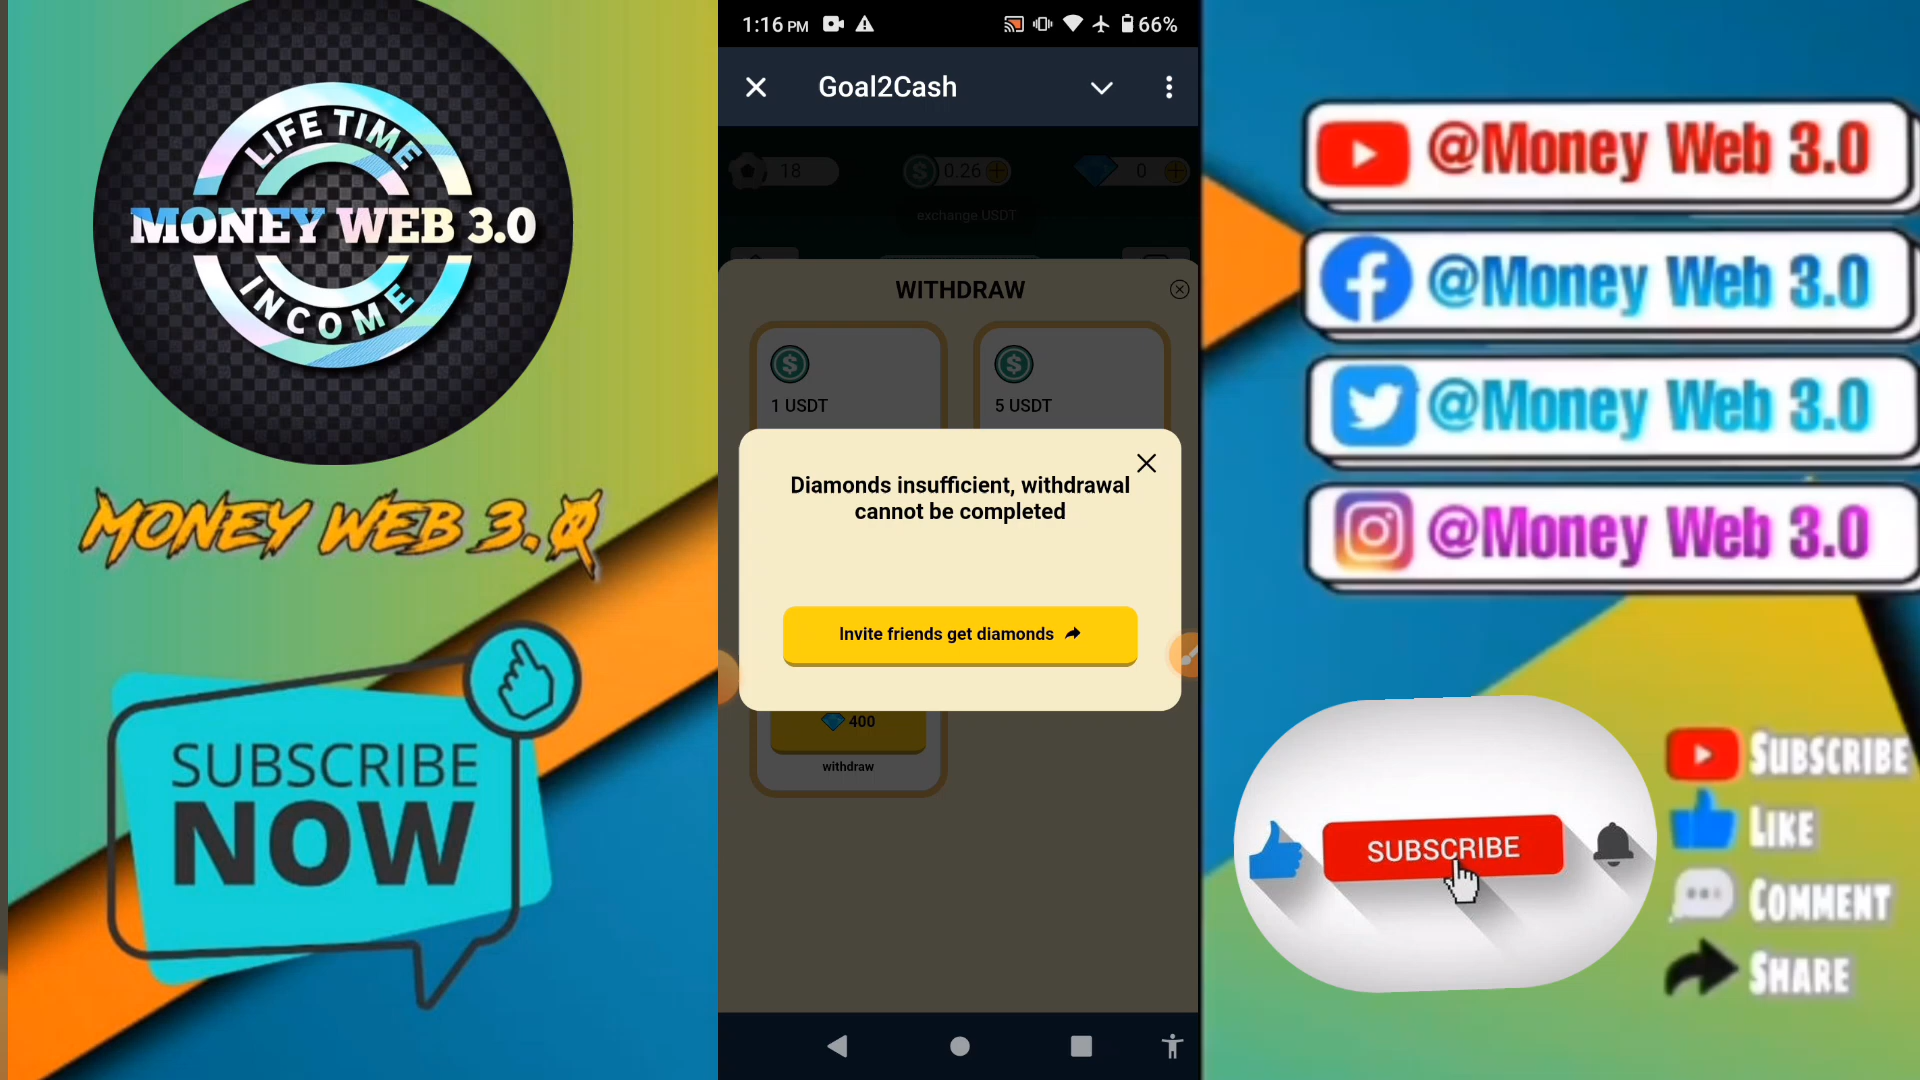 LIFE TIME
MONEY WEB 3.0
INCOME
MONEY WEB 3.0
SUBSCRIBE
NOW
1:16 PM
66%
Goal2Cash
18
0.26
0
exchange USDT
WITHDRAW
1 USDT
5 USDT
Diamonds insufficient, withdrawal
cannot be completed
Invite friends get diamonds
400
withdraw
@Money Web 3.0
@Money Web 3.0
@Money Web 3.0
@Money Web 3.0
SUBSCRIBE
SUBSCRIBE
LIKE
COMMENT
SHARE